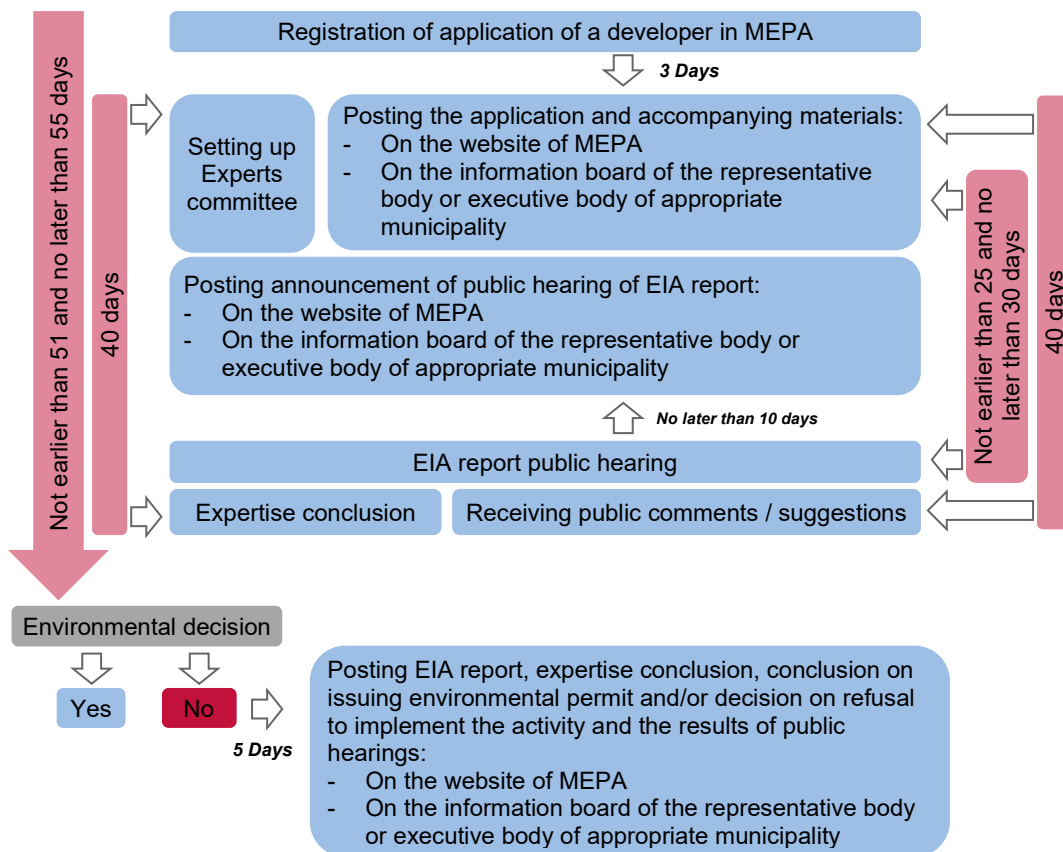 Registration of application of a developer in MEPA
3 Days
Not earlier than 51 and no later than 55 days
40 days
Setting up
Experts
committee
Posting the application and accompanying materials:
- On the website of MEPA
- On the information board of the representative
body or executive body of appropriate
municipality
Not earlier than 25 and no
later than 30 days
40 days
Posting announcement of public hearing of EIA report:
- On the website of MEPA
- On the information board of the representative body or
executive body of appropriate municipality
No later than 10 days
EIA report public hearing
Expertise conclusion
Receiving public comments / suggestions
Environmental decision
Yes
No
5 Days
Posting EIA report, expertise conclusion, conclusion on
issuing environmental permit and/or decision on refusal
to implement the activity and the results of public
hearings:
- On the website of MEPA
- On the information board of the representative body
or executive body of appropriate municipality